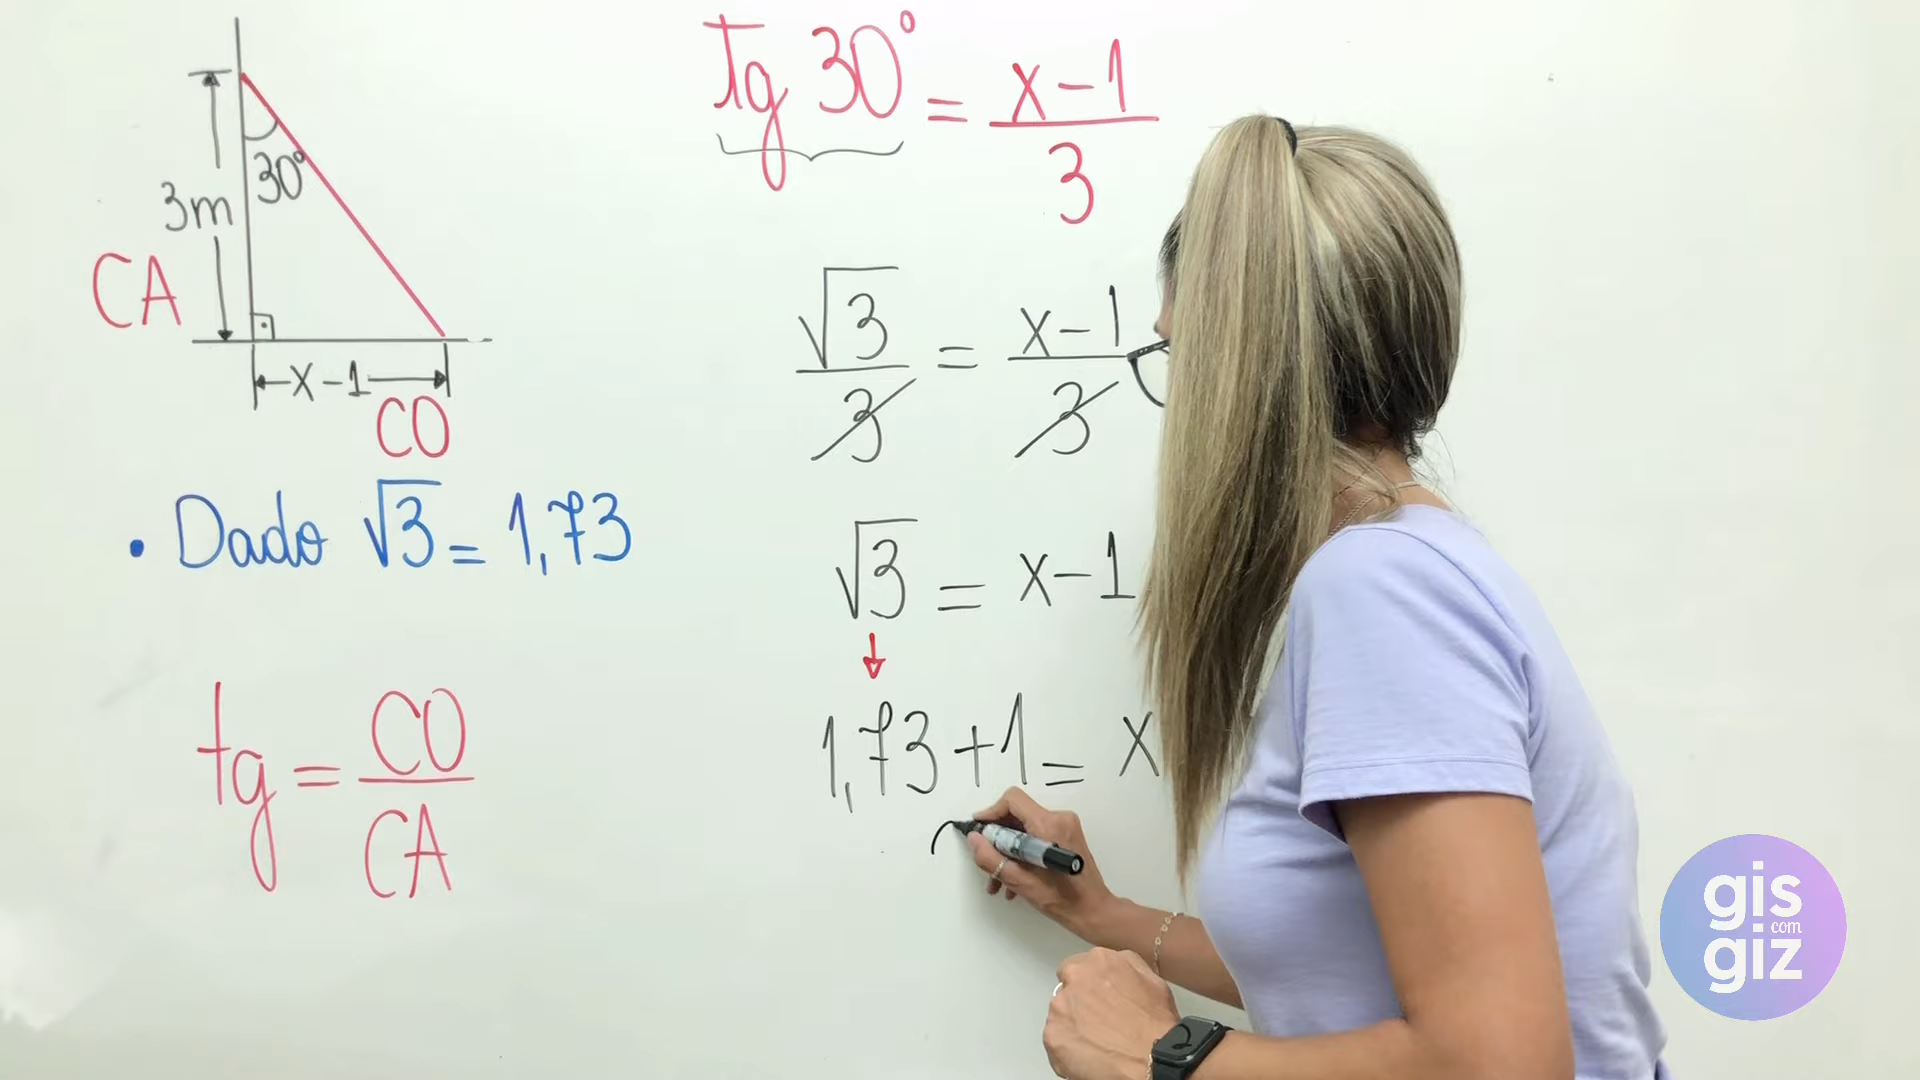 30°
3m
CA
x-1
CO
• Dado √3 = 1,73
tg = CO
CA
tg 30° = x-1
3
√3 = x-1
3 3
√3 = x-1
1,73+1 = x
gis
com
giz